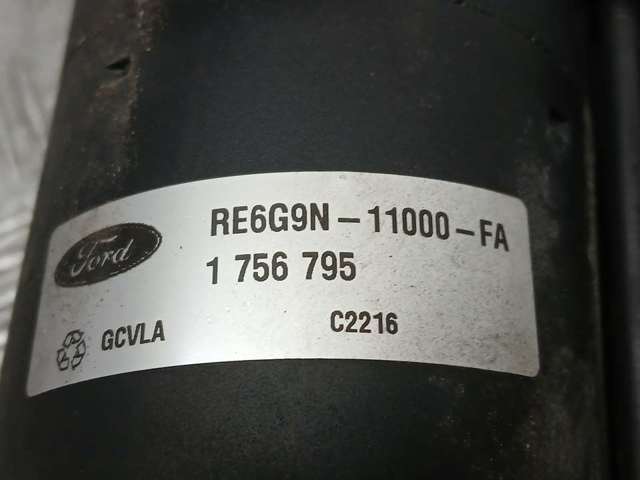 Ford
RE6G9N-11000-FA
1 756 795
GCVLA
C2216